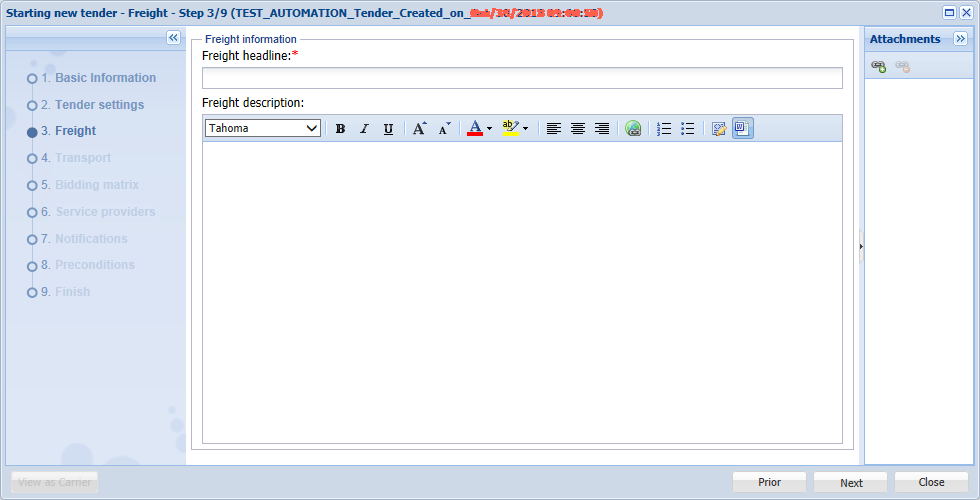 Starting new tender - Freight - Step 3/9 (TEST_AUTOMATION_Tender_Created_on_
Attachments
1. Basic Information
2. Tender settings
3. Freight
4. Transport
5. Bidding matrix
6. Service providers
7. Notifications
8. Preconditions
9. Finish
Freight information
Freight headline:*
Freight description:
Tahoma
B I U A A A ab
View as Carrier
Prior
Next
Close